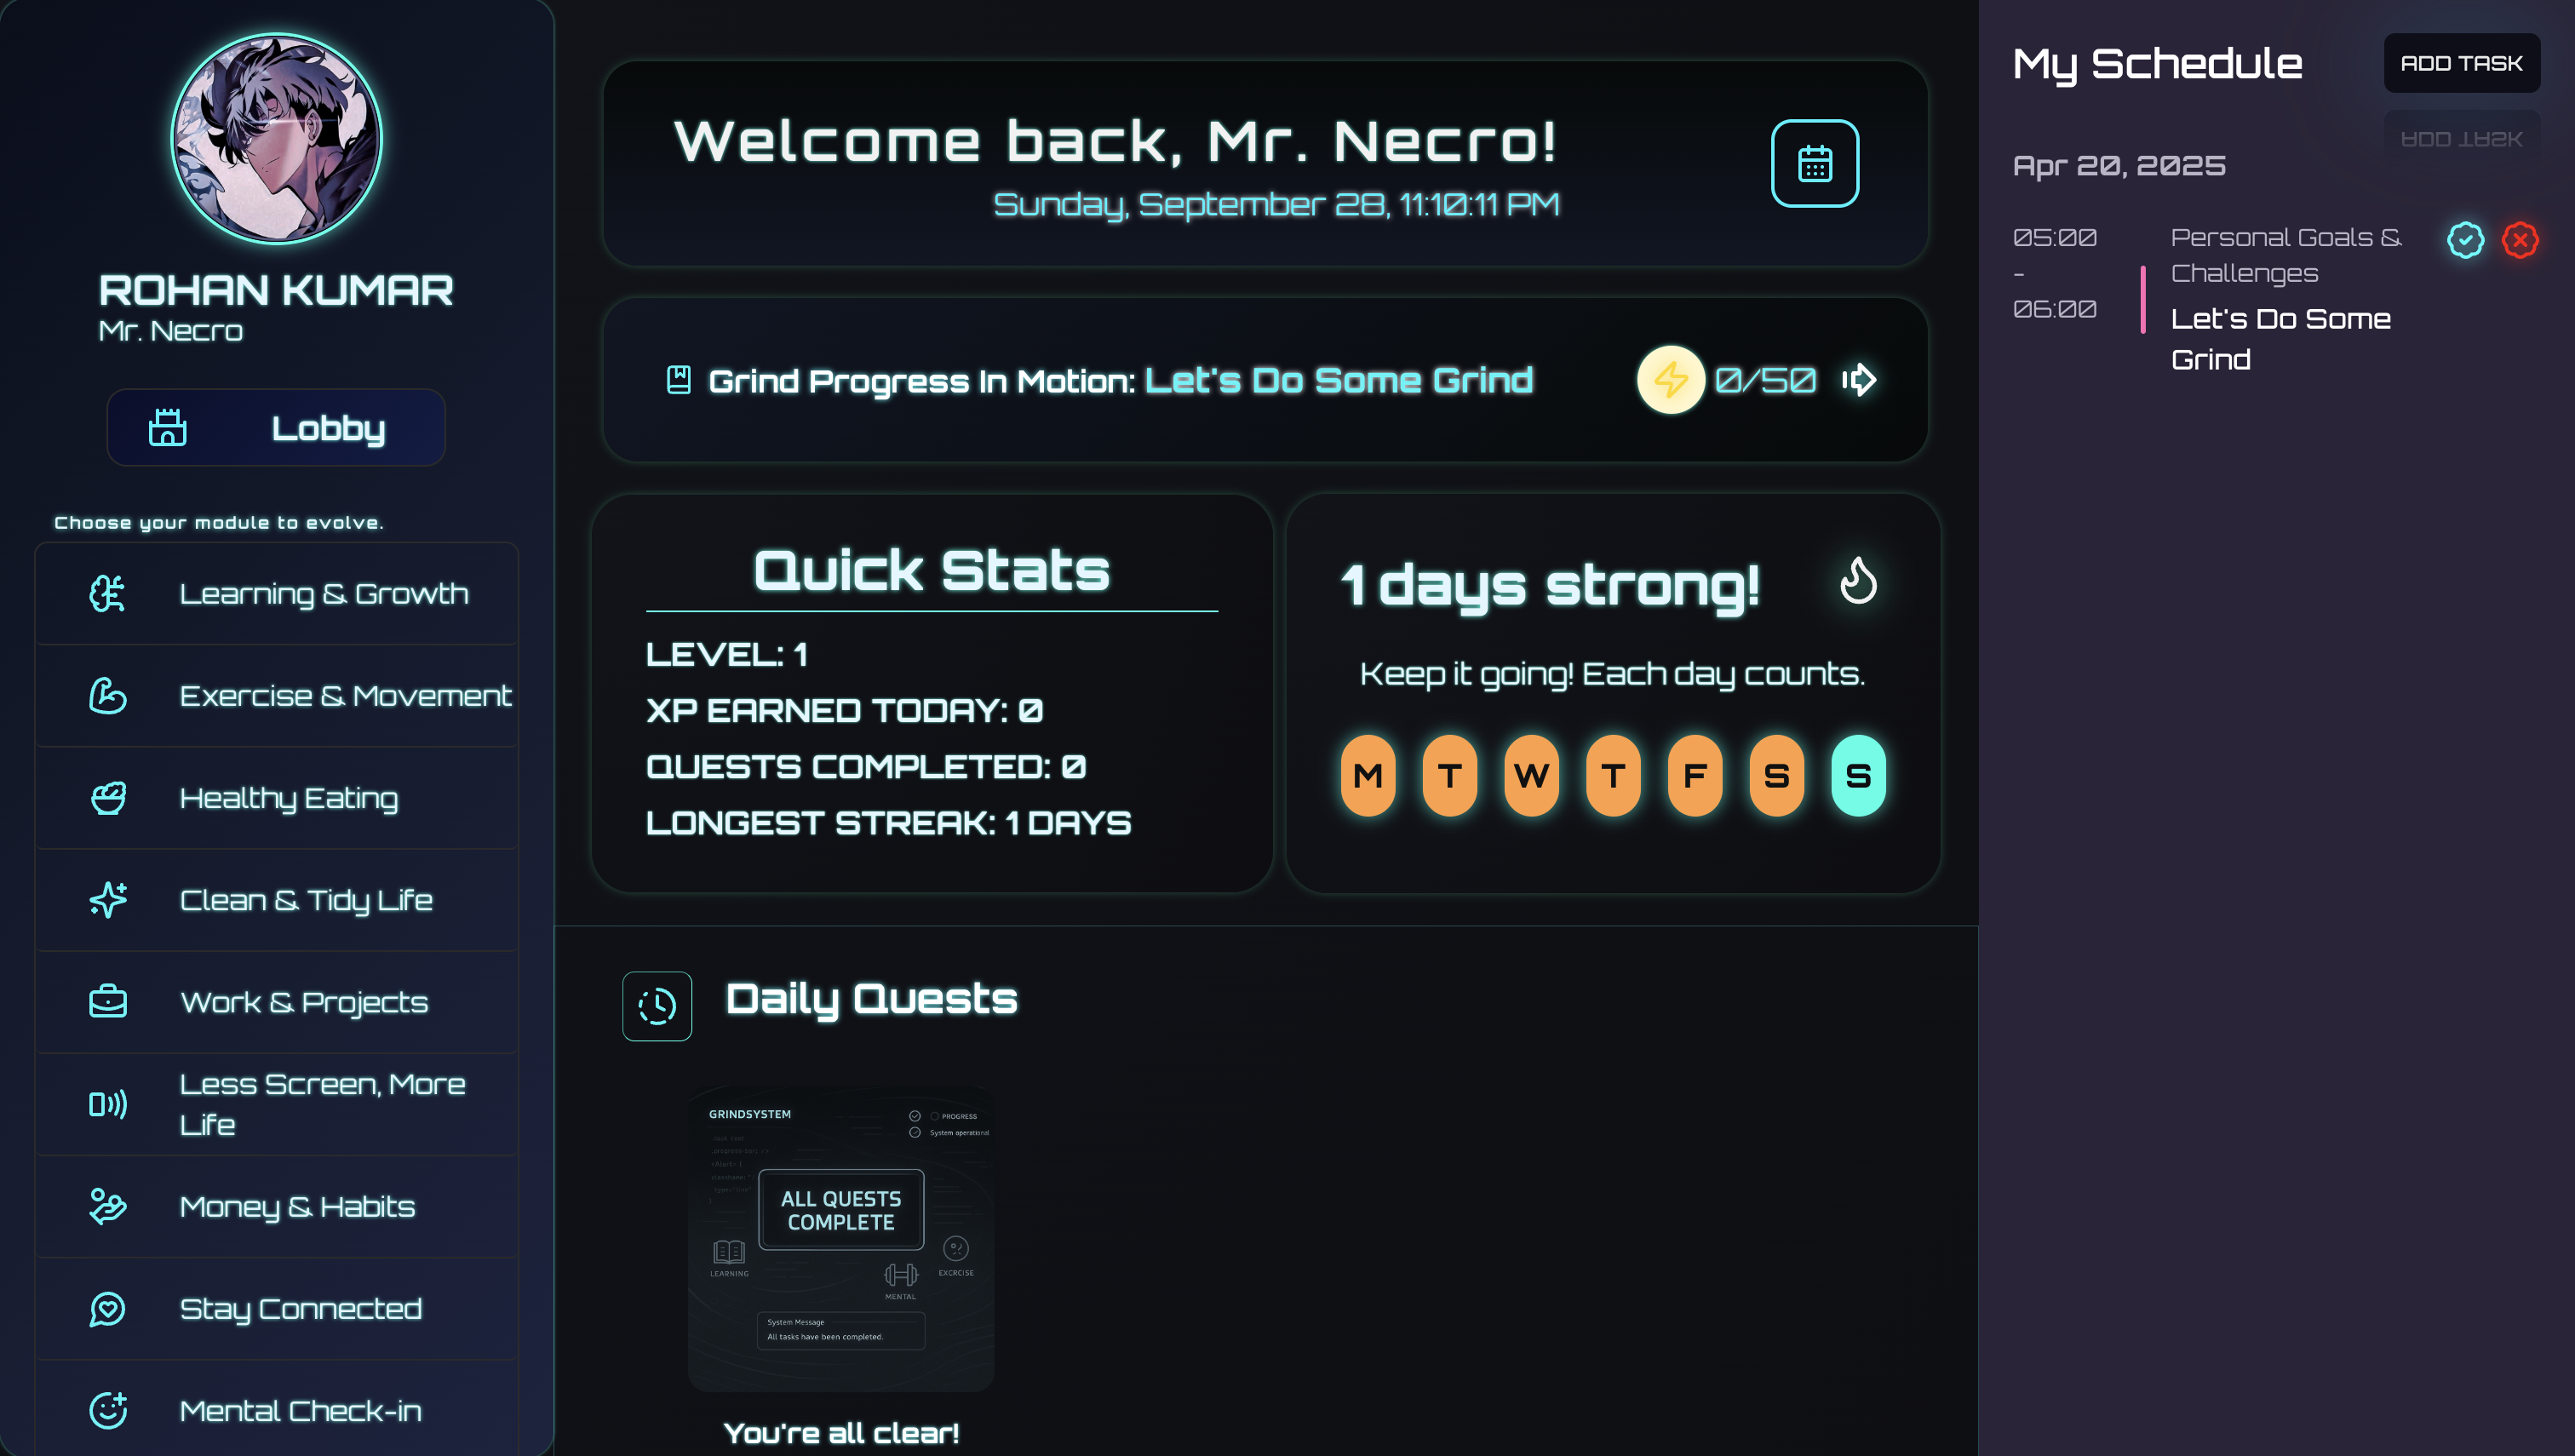 ROHAN KUMAR
Mr. Necro
Lobby
Choose your module to evolve.
Learning & Growth
Exercise & Movement
Healthy Eating
Clean & Tidy Life
Work & Projects
Less Screen, More
Life
Money & Habits
Stay Connected
Mental Check-in
Welcome back, Mr. Necro!
Sunday, September 28, 11:10:11 PM
Grind Progress In Motion: Let's Do Some Grind
0/50
Quick Stats
LEVEL: 1
XP EARNED TODAY: 0
QUESTS COMPLETED: 0
LONGEST STREAK: 1 DAYS
1 days strong!
Keep it going! Each day counts.
M T W T F S S
Daily Quests
GRINDSYSTEM
PROGRESS
System operational
ALL QUESTS
COMPLETE
LEARNING
MENTAL
EXCRCISE
System Message
All tasks have been completed.
You're all clear!
My Schedule
ADD TASK
ADD TASK
Apr 20, 2025
05:00
-
06:00
Personal Goals &
Challenges
Let's Do Some
Grind